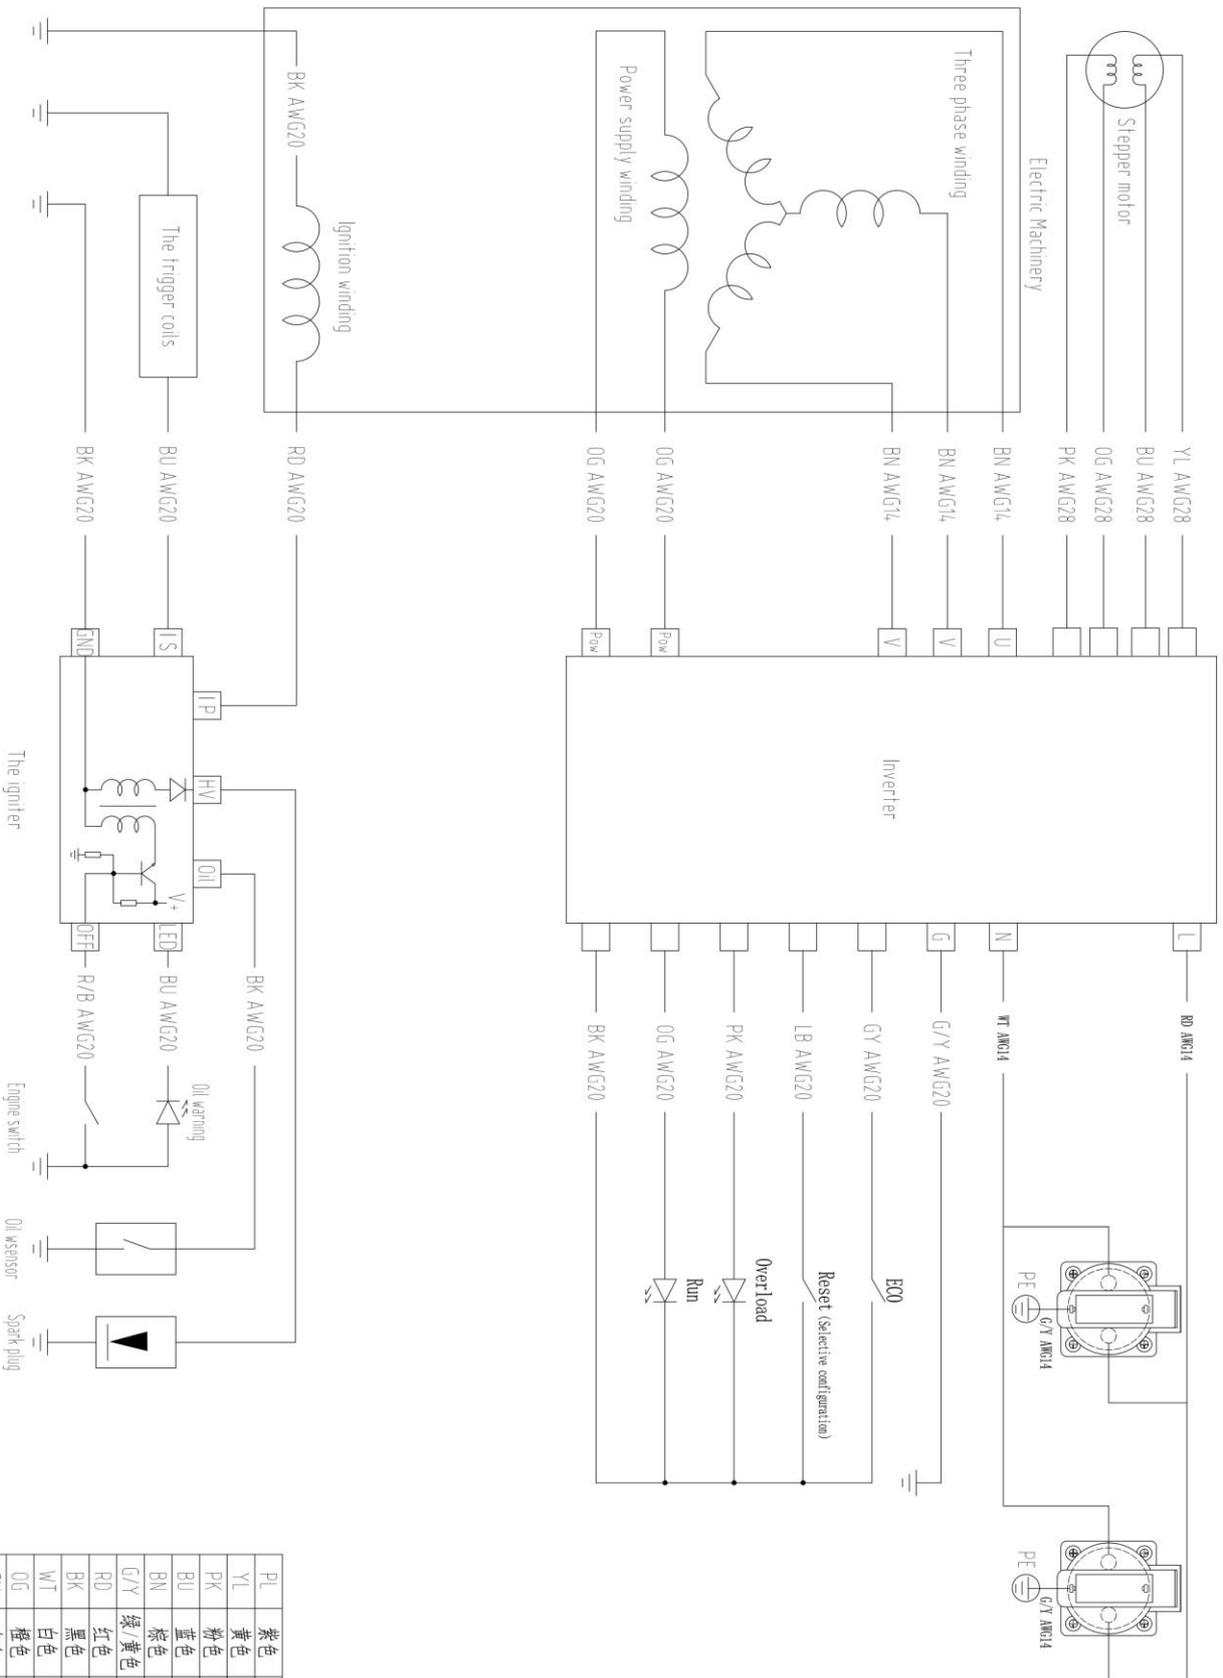 Stepper motor
Electric Machinery
Three phase winding
Power supply winding
Ignition winding
BK AWG20
The trigger coils
YL AWG28
BU AWG28
OG AWG28
PK AWG28
BN AWG14
BN AWG14
BN AWG14
OG AWG20
OG AWG20
RD AWG20
BU AWG20
BK AWG20
U
V
V
Pow
Pow
Inverter
L
N
G
RD AWG14
WT AWG14
G/Y AWG20
GY AWG20
LB AWG20
PK AWG20
OG AWG20
BK AWG20
ECO
Reset (Selective configuration)
Overload
Run
PE
G/Y AWG14
PE
G/Y AWG14
IS
GND
IP
HV
Oil
V+
LED
OFF
The igniter
BK AWG20
BU AWG20
R/B AWG20
Oil warning
Engine switch
Oil wsensor
Spark plug
PL 紫色
YL 黄色
PK 粉色
BU 蓝色
BN 棕色
G/Y 绿/黄色
RD 红色
BK 黑色
WT 白色
OG 橙色